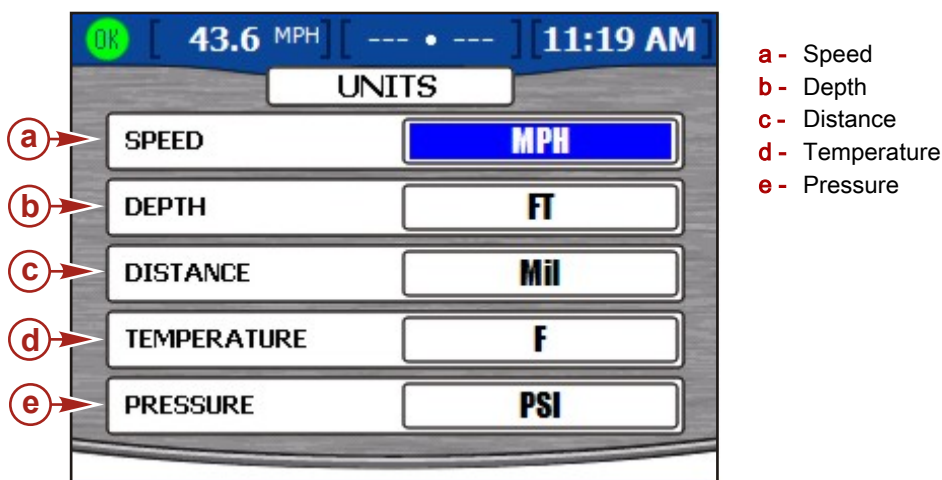 OK [ 43.6 MPH ] [ --- • --- ] [ 11:19 AM ]
UNITS
a SPEED MPH
b DEPTH FT
c DISTANCE Mil
d TEMPERATURE F
e PRESSURE PSI
a - Speed
b - Depth
c - Distance
d - Temperature
e - Pressure